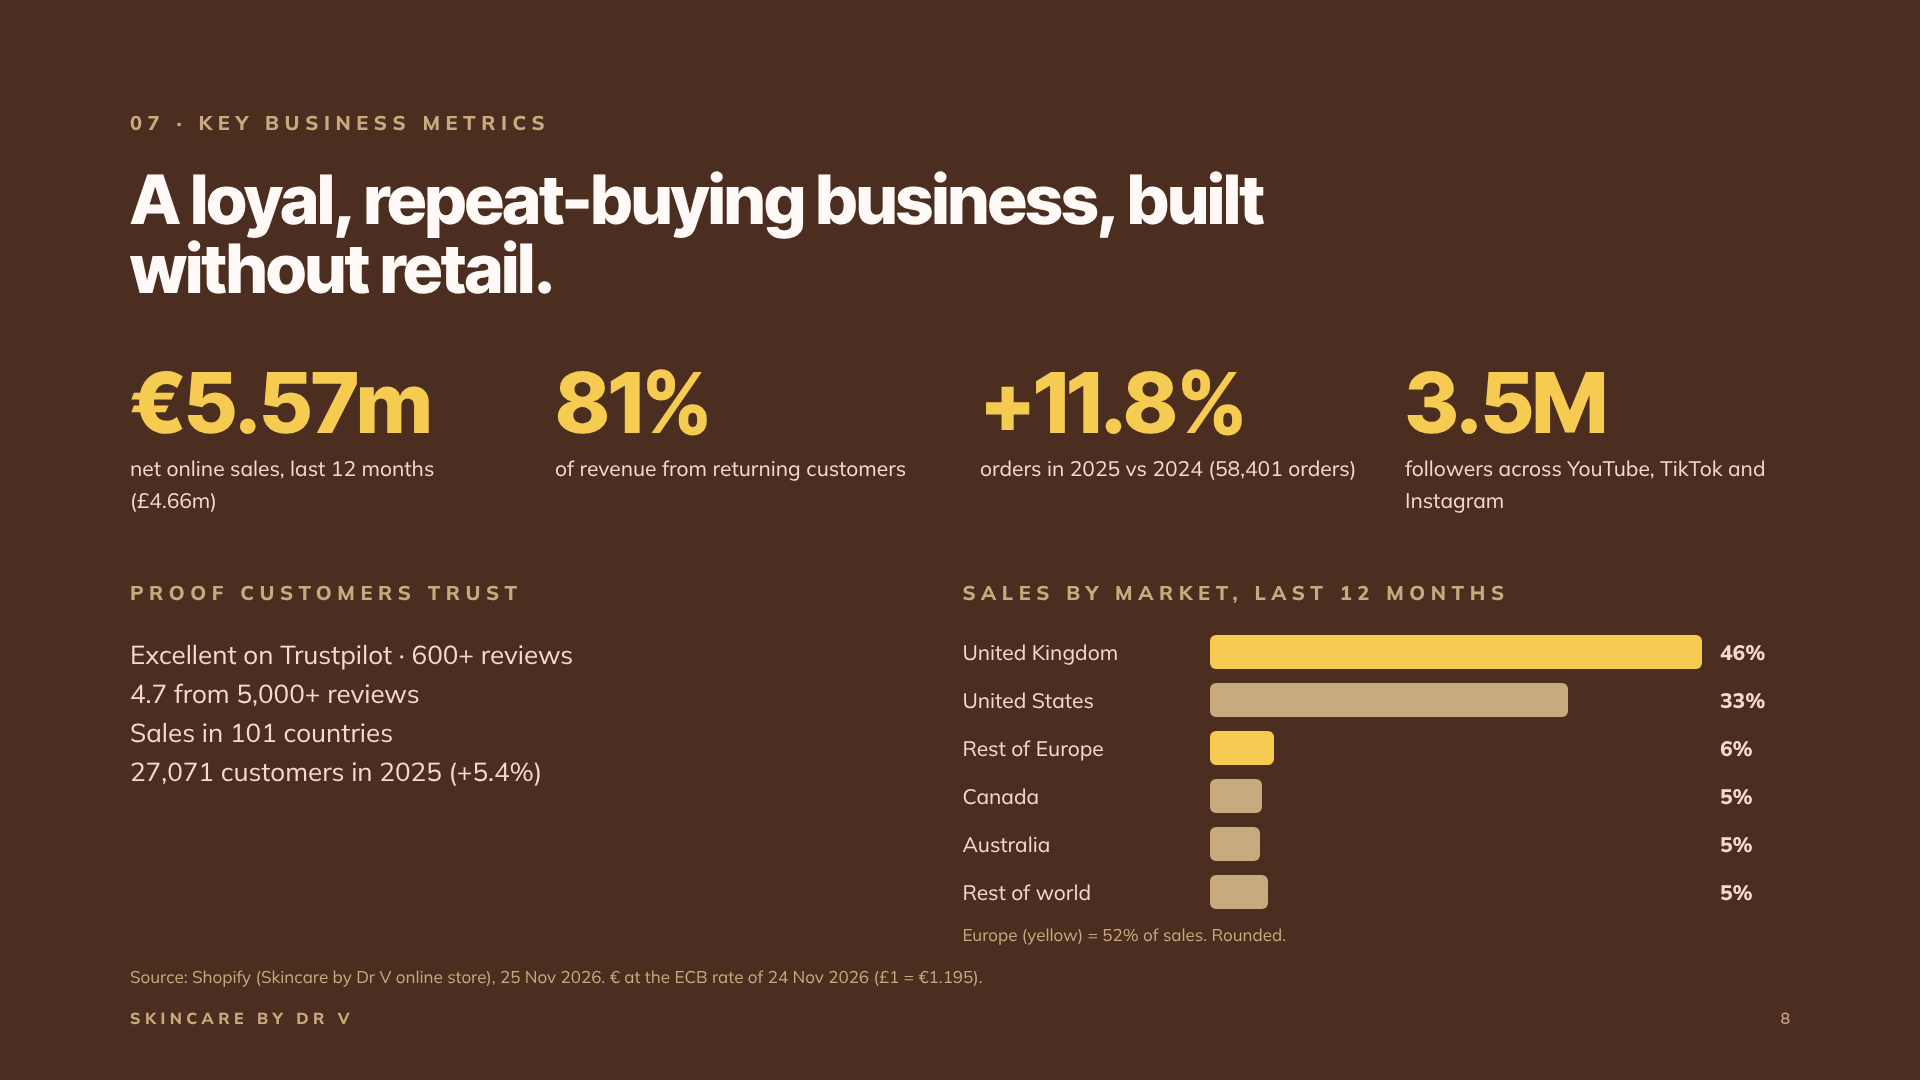 07 · KEY BUSINESS METRICS
A loyal, repeat-buying business, built
without retail.
€5.57m
net online sales, last 12 months
(£4.66m)
81%
of revenue from returning customers
+11.8%
orders in 2025 vs 2024 (58,401 orders)
3.5M
followers across YouTube, TikTok and
Instagram
PROOF CUSTOMERS TRUST
Excellent on Trustpilot · 600+ reviews
4.7 from 5,000+ reviews
Sales in 101 countries
27,071 customers in 2025 (+5.4%)
SALES BY MARKET, LAST 12 MONTHS
United Kingdom 46%
United States 33%
Rest of Europe 6%
Canada 5%
Australia 5%
Rest of world 5%
Europe (yellow) = 52% of sales. Rounded.
Source: Shopify (Skincare by Dr V online store), 25 Nov 2026. € at the ECB rate of 24 Nov 2026 (£1 = €1.195).
SKINCARE BY DR V
8